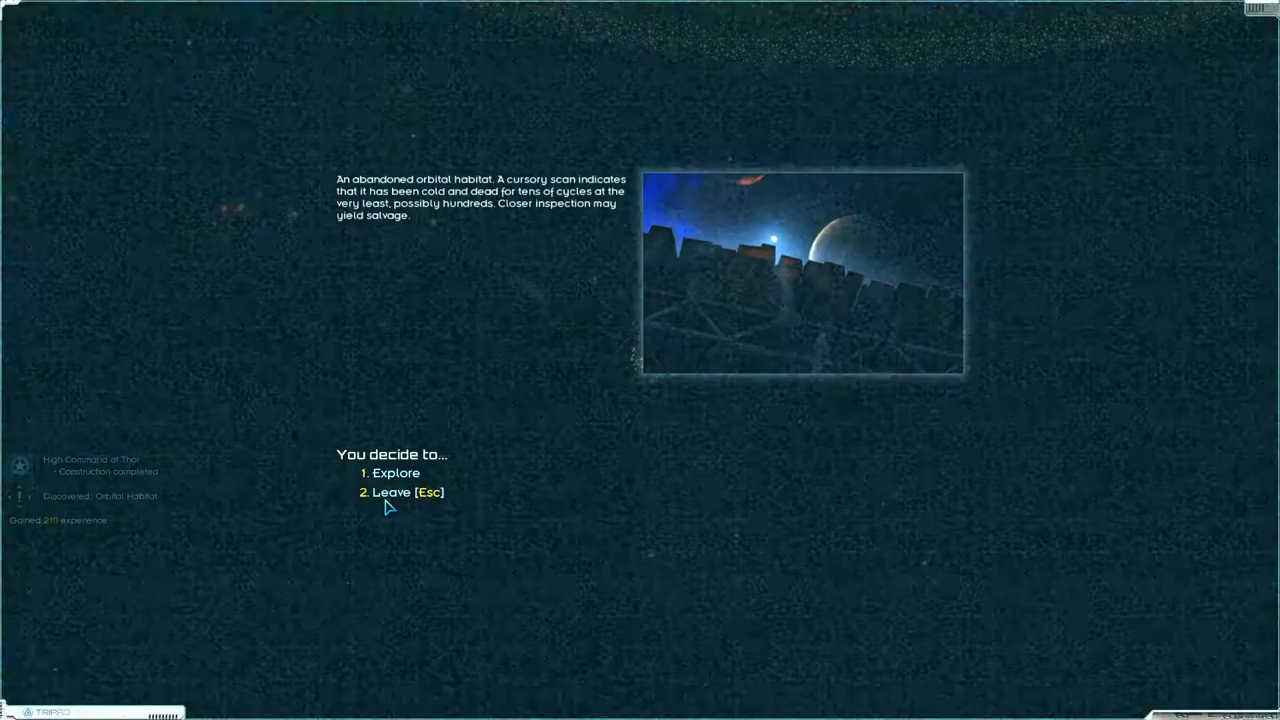 An abandoned orbital habitat. A cursory scan indicates
that it has been cold and dead for tens of cycles at the
very least, possibly hundreds. Closer inspection may
yield salvage.
You decide to...
1. Explore
2. Leave [Esc]
High Command at Thor
- Construction completed
Discovered: Orbital Habitat
Gained 210 experience